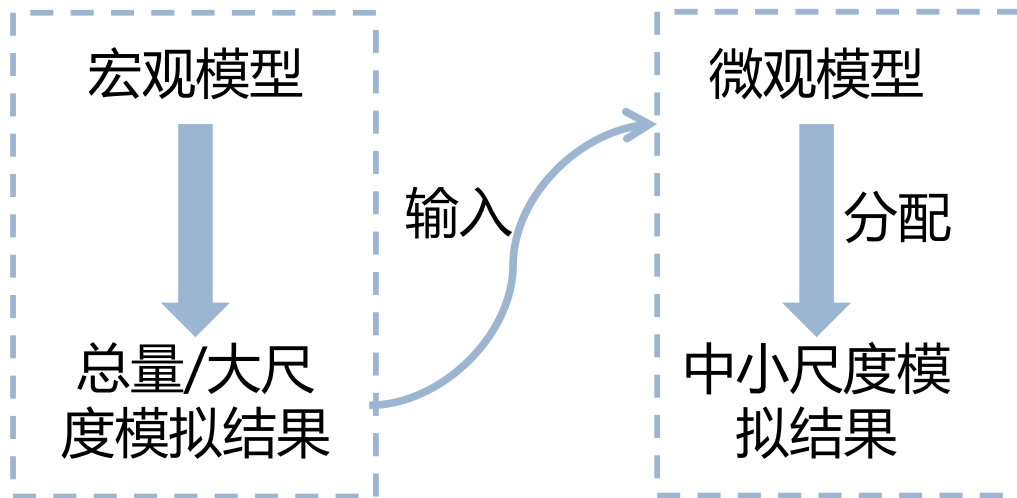 宏观模型
总量/大尺
度模拟结果
输入
微观模型
分配
中小尺度模
拟结果